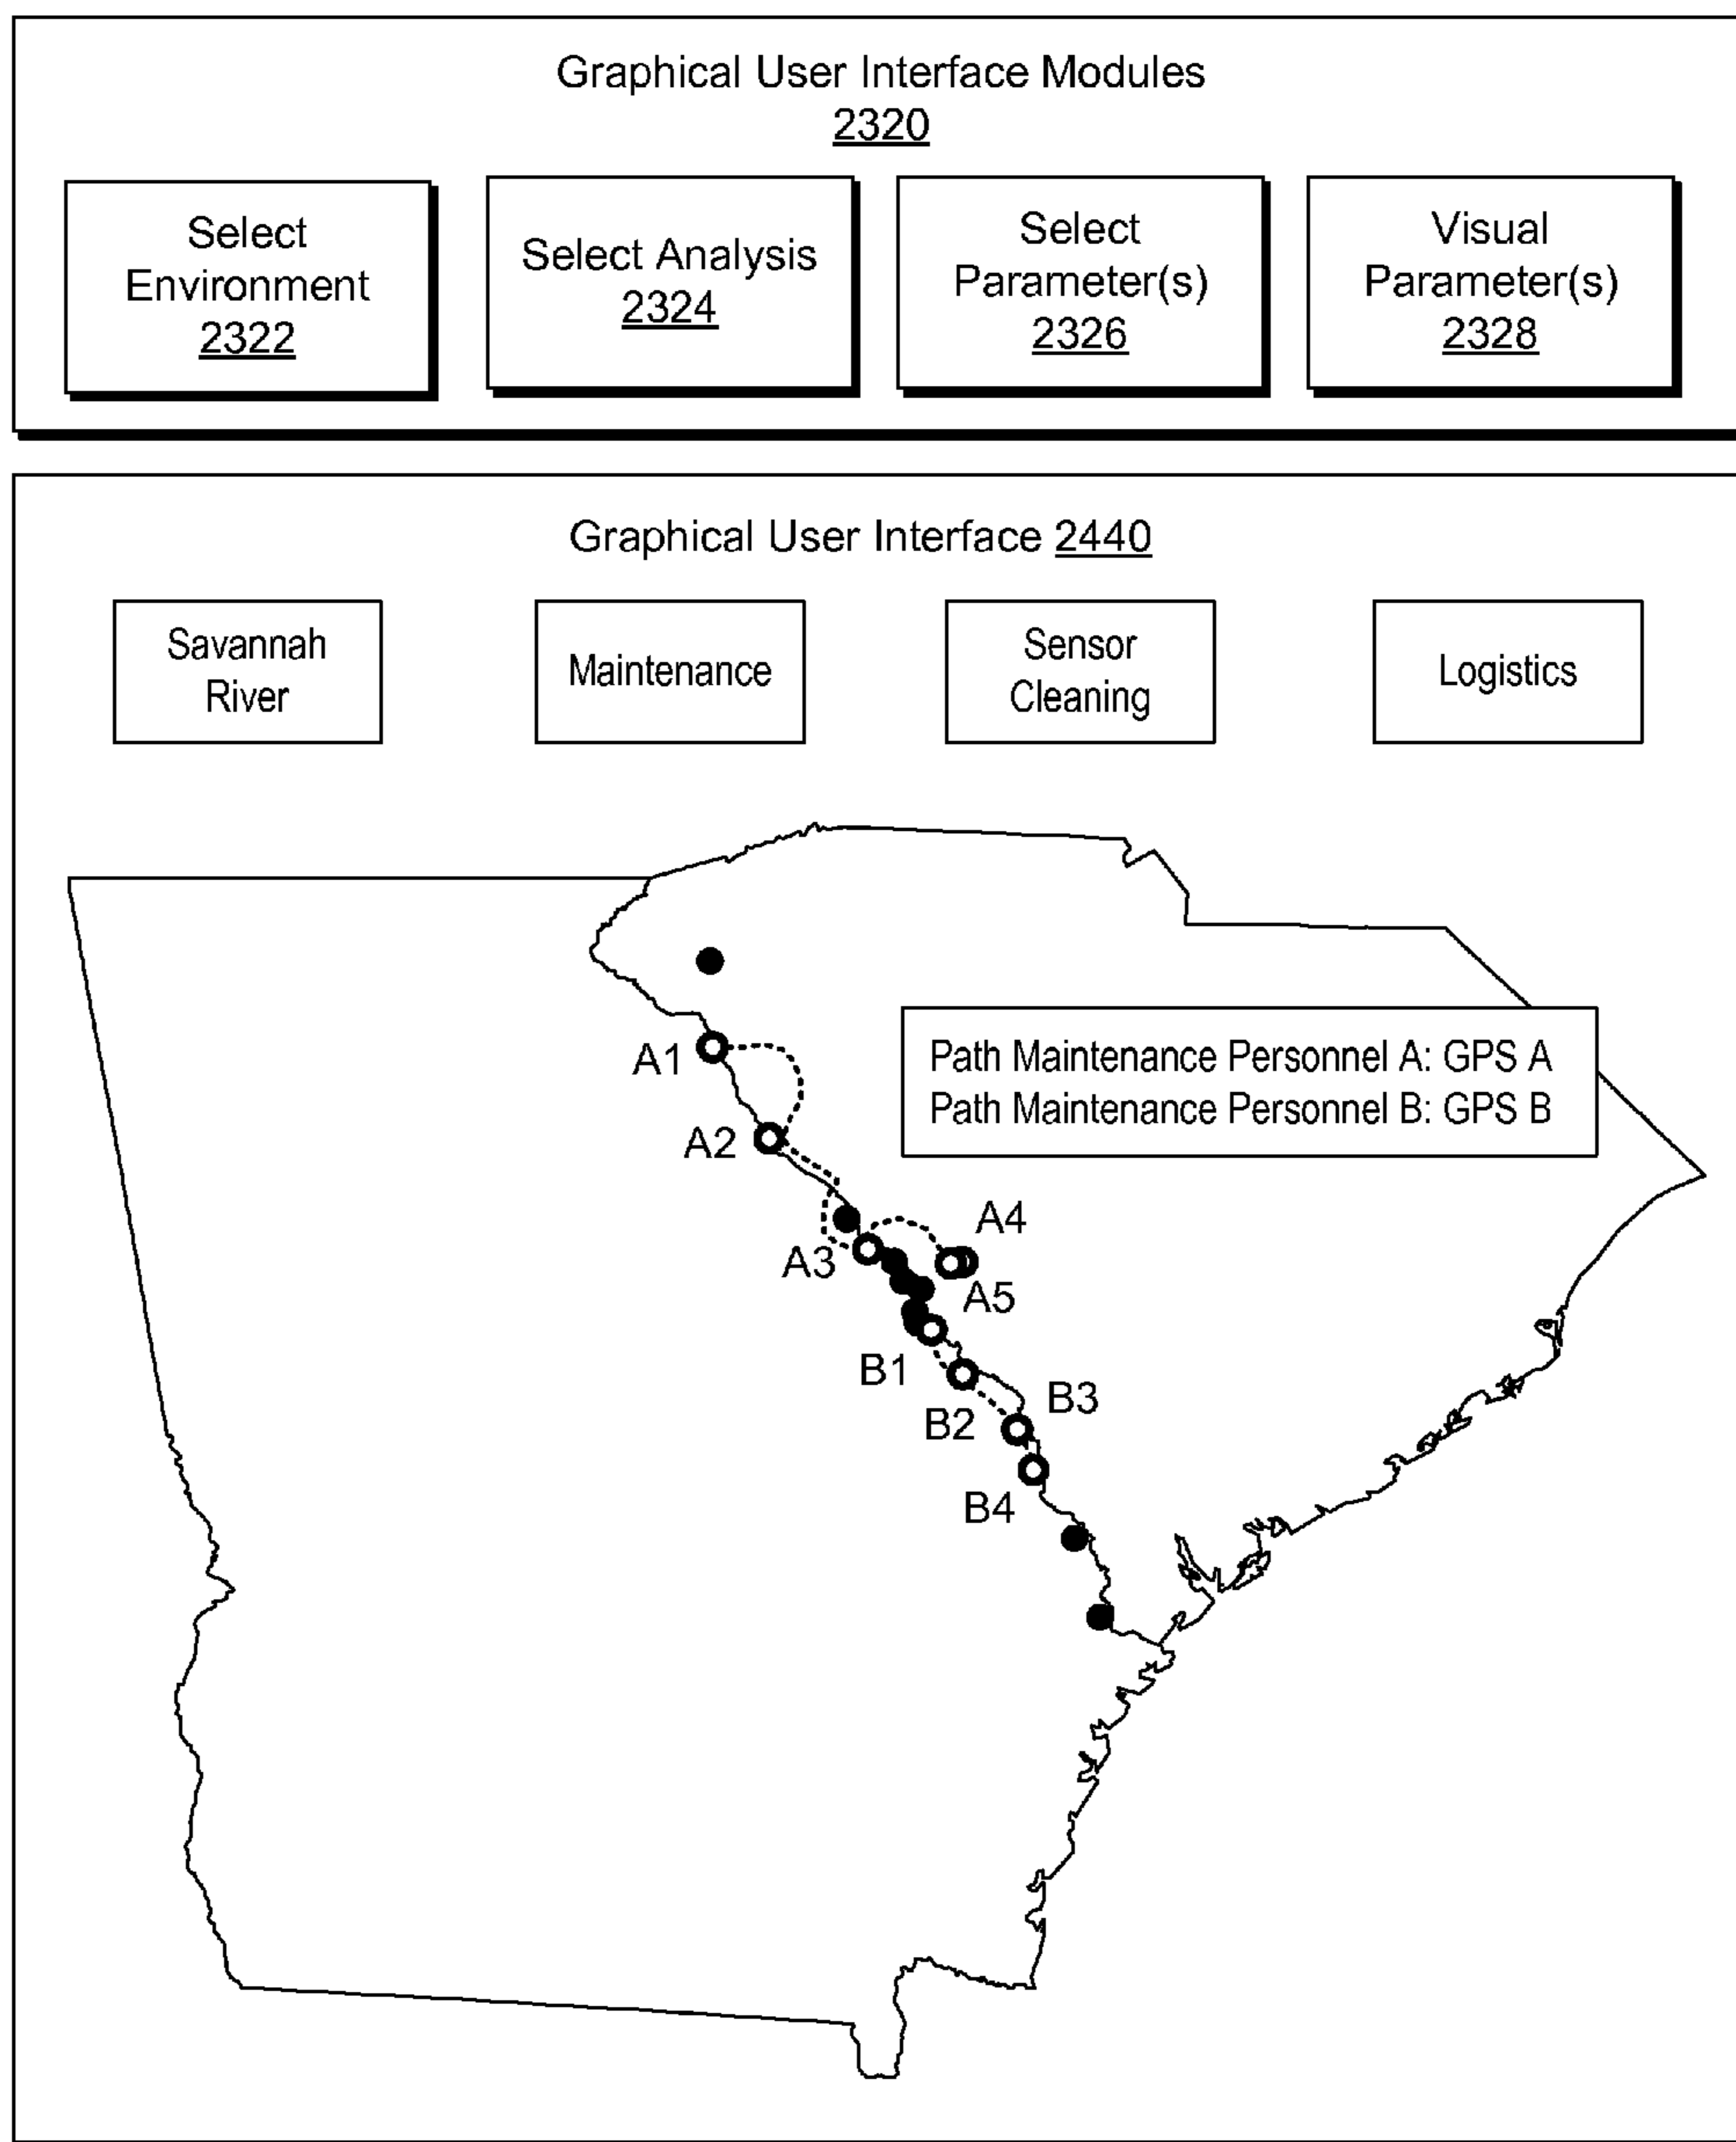 Graphical User Interface Modules
2320
Select
Environment
2322
Select Analysis
2324
Select
Parameter(s)
2326
Visual
Parameter(s)
2328
Graphical User Interface 2440
Savannah
River
Maintenance
Sensor
Cleaning
Logistics
A1
Path Maintenance Personnel A: GPS A
Path Maintenance Personnel B: GPS B
A2
A4
A3
A5
B1
B3
B2
B4